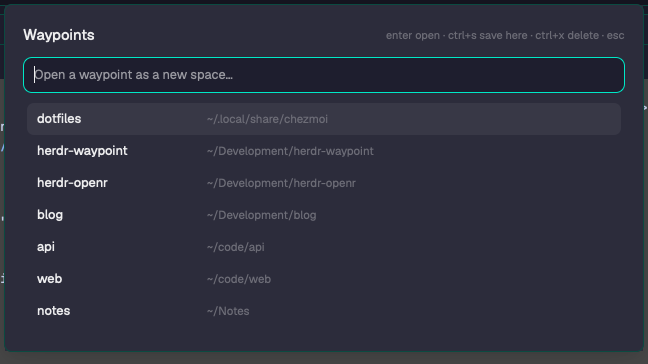 Waypoints enter open · ctrl+s save here · ctrl+x delete · esc
Open a waypoint as a new space...
dotfiles ~/.local/share/chezmoi
herdr-waypoint ~/Development/herdr-waypoint
herdr-openr ~/Development/herdr-openr
blog ~/Development/blog
api ~/code/api
web ~/code/web
notes ~/Notes